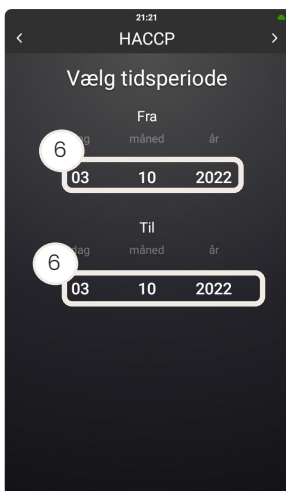 21:21
< HACCP >
Vælg tidsperiode
Fra
måned år
6
03 10 2022
Til
dag måned år
6
03 10 2022